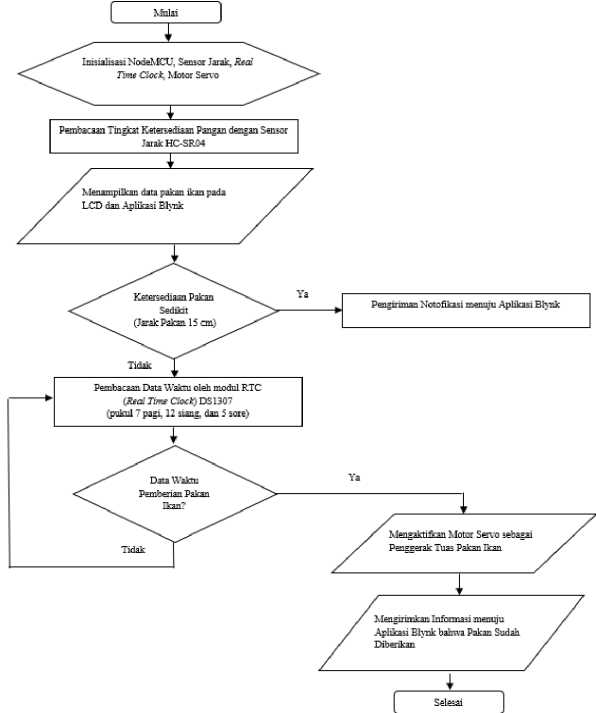 Mulai
Inisialisasi NodeMCU, Sensor Jarak, Real
Time Clock, Motor Servo
Pembacaan Tingkat Ketersediaan Pangan dengan Sensor
Jarak HC-SR04
Menampilkan data pakan ikan pada
LCD dan Aplikasi Blynk
Ketersediaan Pakan
Sedikit
(Jarak Pakan 15 cm)
Ya
Pengiriman Notofikasi menuju Aplikasi Blynk
Tidak
Pembacaan Data Waktu oleh modul RTC
(Real Time Clock) DS1307
(pukul 7 pagi, 12 siang, dan 5 sore)
Data Waktu
Pemberian Pakan
Ikan?
Ya
Tidak
Mengaktifkan Motor Servo sebagai
Penggerak Tuas Pakan Ikan
Mengirimkan Informasi menuju
Aplikasi Blynk bahwa Pakan Sudah
Diberikan
Selesai